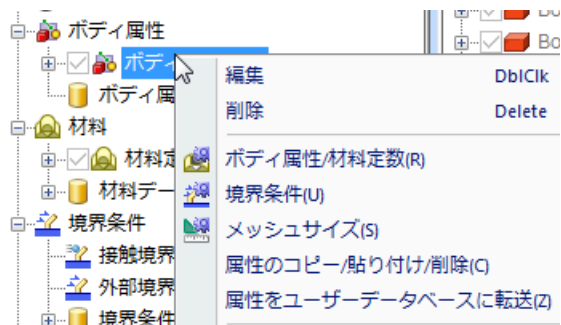 ボディ属性
Bo
ボディ
編集 DblClk
ボディ属
削除 Delete
材料
材料定
ボディ属性/材料定数(R)
材料デー
境界条件(U)
境界条件
メッシュサイズ(S)
接触境界
属性のコピー/貼り付け/削除(C)
外部境界
属性をユーザーデータベースに転送(Z)
境界条件